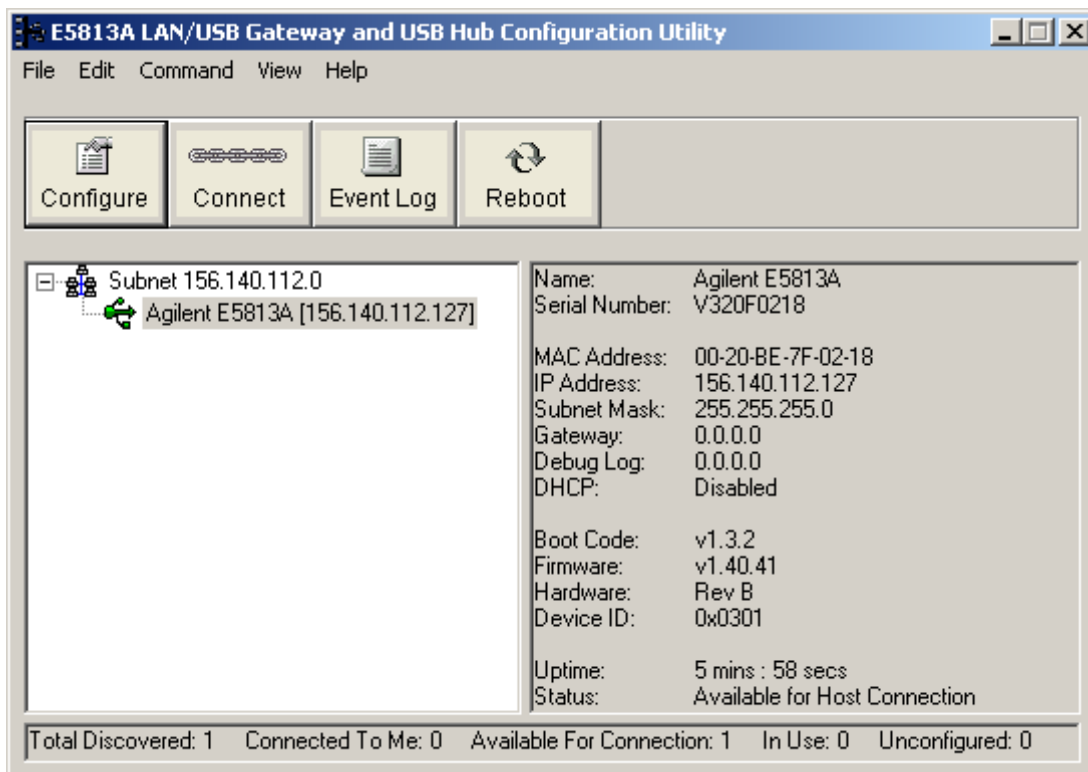 E5813A LAN/USB Gateway and USB Hub Configuration Utility
File Edit Command View Help
Configure Connect Event Log Reboot
Subnet 156.140.112.0
Agilent E5813A [156.140.112.127]
Name: Agilent E5813A
Serial Number: V320F0218
MAC Address: 00-20-BE-7F-02-18
IP Address: 156.140.112.127
Subnet Mask: 255.255.255.0
Gateway: 0.0.0.0
Debug Log: 0.0.0.0
DHCP: Disabled
Boot Code: v1.3.2
Firmware: v1.40.41
Hardware: Rev B
Device ID: 0x0301
Uptime: 5 mins : 58 secs
Status: Available for Host Connection
Total Discovered: 1 Connected To Me: 0 Available For Connection: 1 In Use: 0 Unconfigured: 0